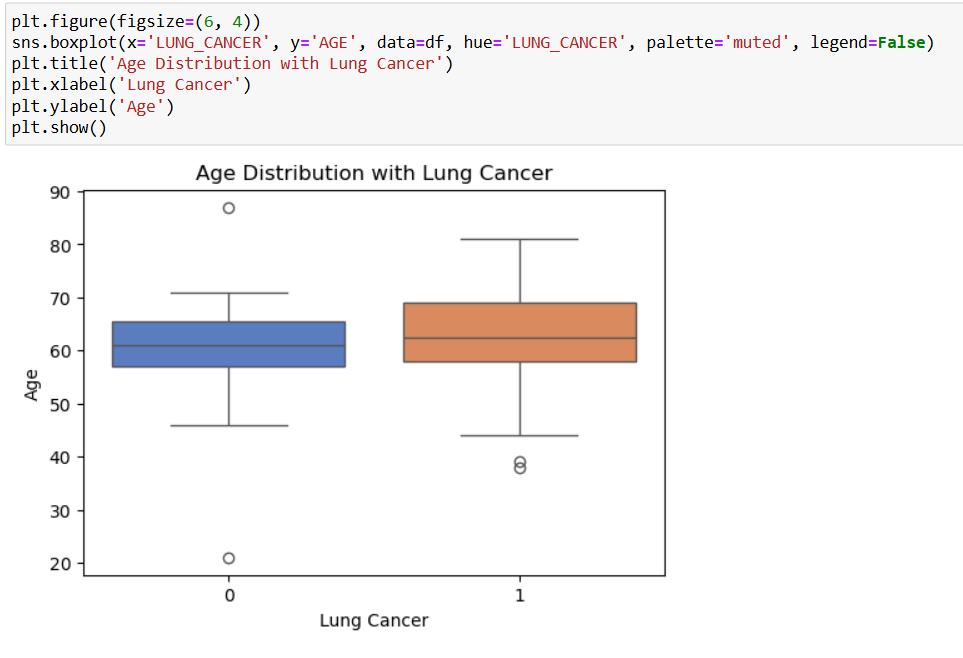 plt.figure(figsize=(6, 4))
sns.boxplot(x='LUNG_CANCER', y='AGE', data=df, hue='LUNG_CANCER', palette='muted', legend=False)
plt.title('Age Distribution with Lung Cancer')
plt.xlabel('Lung Cancer')
plt.ylabel('Age')
plt.show()
Age Distribution with Lung Cancer
90
80
70
60
50
40
30
20
Age
0 1
Lung Cancer